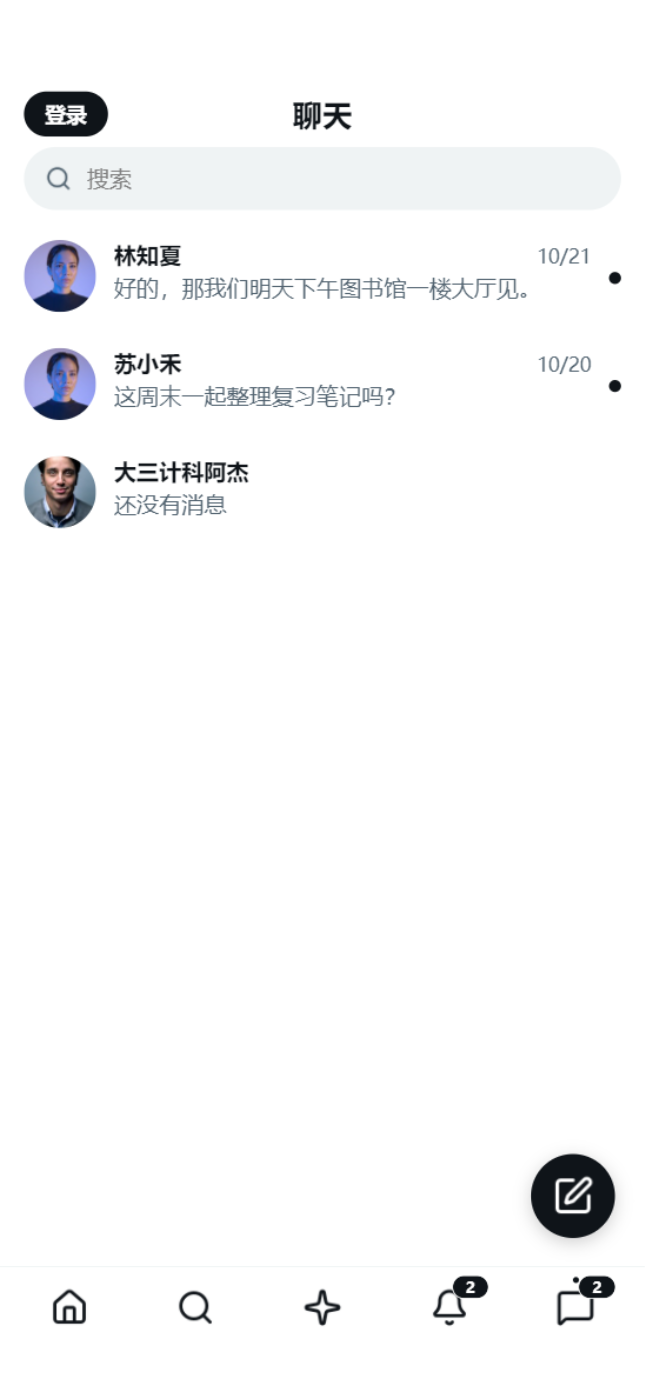 登录
聊天
搜索
林知夏
10/21
好的，那我们明天下午图书馆一楼大厅见。
苏小禾
10/20
这周末一起整理复习笔记吗?
大三计科阿杰
还没有消息
2
2